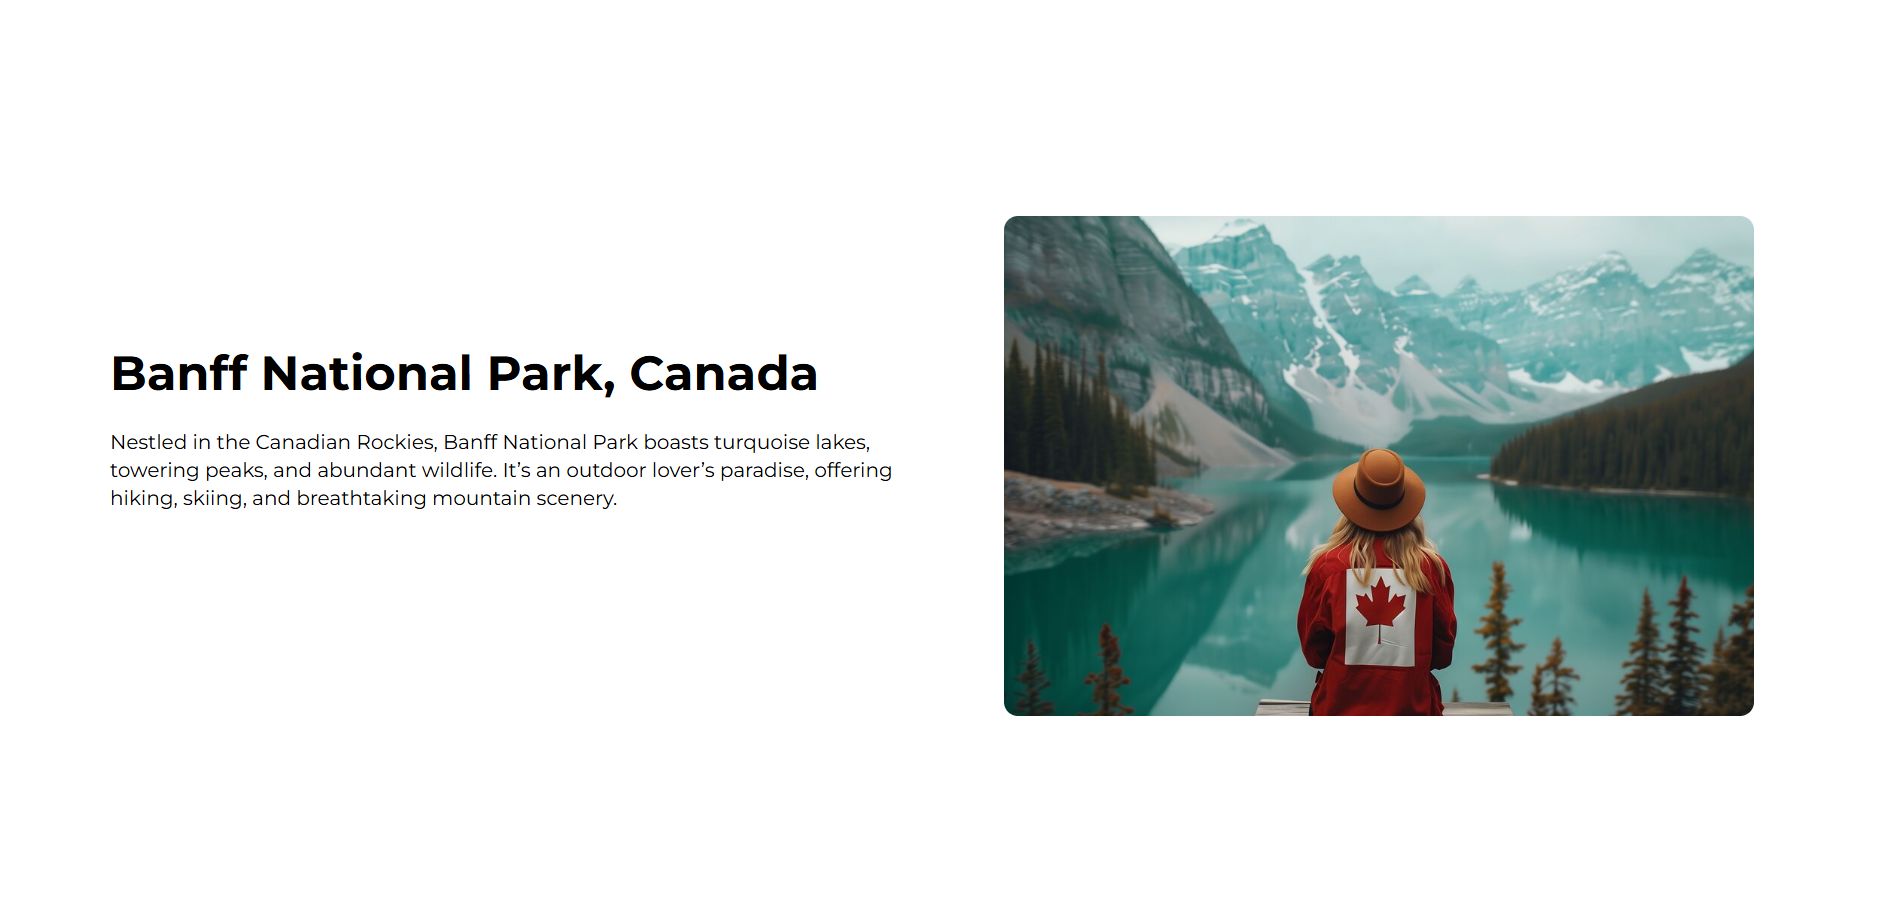 Banff National Park, Canada
Nestled in the Canadian Rockies, Banff National Park boasts turquoise lakes,
towering peaks, and abundant wildlife. It’s an outdoor lover’s paradise, offering
hiking, skiing, and breathtaking mountain scenery.